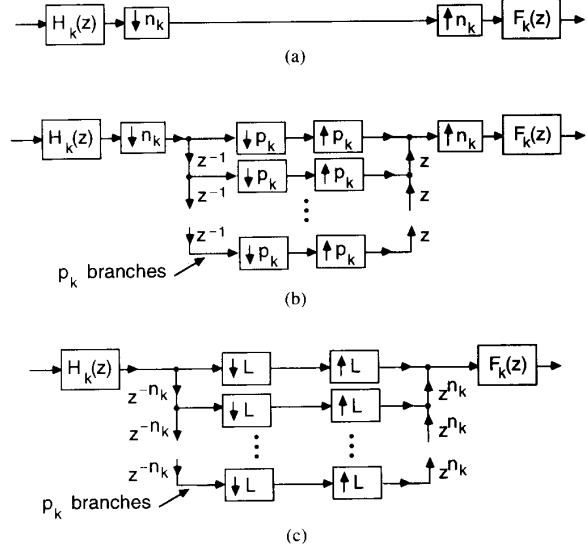 H_k(z) ↓ n_k ↑ n_k F_k(z)
(a)
H_k(z) ↓ n_k ↓ p_k ↑ p_k ↑ n_k F_k(z)
z^{-1} z
z^{-1} ↓ p_k ↑ p_k z
z^{-1} z
↓ p_k ↑ p_k
p_k branches
(b)
H_k(z) ↓ L ↑ L F_k(z)
z^{-n_k} z^{n_k}
z^{-n_k} ↓ L ↑ L z^{n_k}
z^{-n_k} z^{n_k}
↓ L ↑ L
p_k branches
(c)